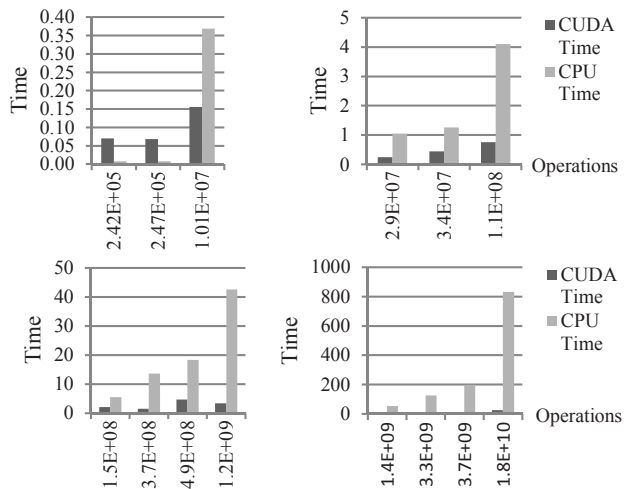 Time
0.40
0.35
0.30
0.25
0.20
0.15
0.10
0.05
0.00
2.42E+05
2.47E+05
1.01E+07
Time
5
4
3
2
1
0
2.9E+07
3.4E+07
1.1E+08
CUDA
Time
CPU
Time
Operations
Time
50
40
30
20
10
0
1.5E+08
3.7E+08
4.9E+08
1.2E+09
Time
1000
800
600
400
200
0
1.4E+09
3.3E+09
3.7E+09
1.8E+10
CUDA
Time
CPU
Time
Operations